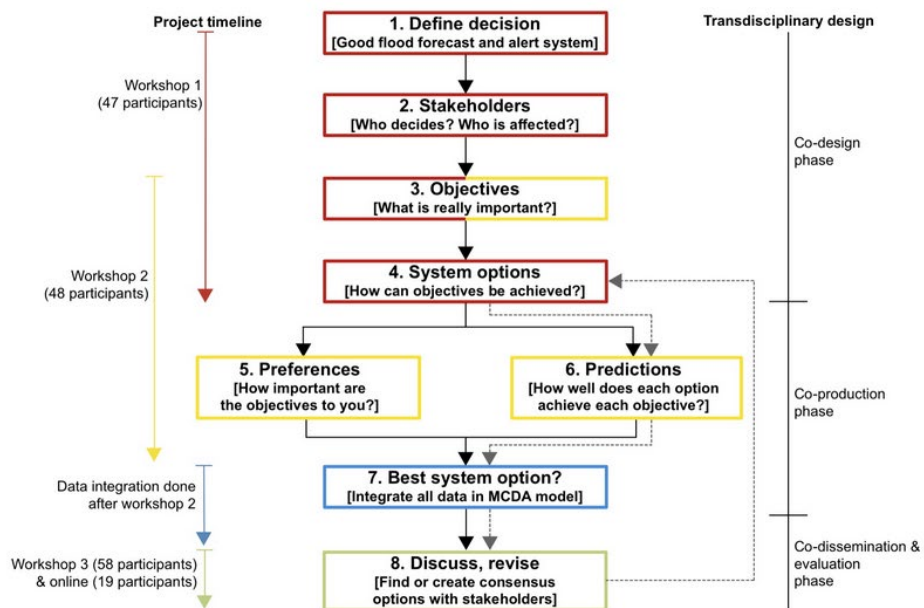 Project timeline
Transdisciplinary design
1. Define decision
[Good flood forecast and alert system]
Workshop 1
(47 participants)
2. Stakeholders
[Who decides? Who is affected?]
Co-design
phase
3. Objectives
[What is really important?]
Workshop 2
(48 participants)
4. System options
[How can objectives be achieved?]
5. Preferences
[How important are
the objectives to you?]
6. Predictions
[How well does each option
achieve each objective?]
Co-production
phase
Data integration done
after workshop 2
7. Best system option?
[Integrate all data in MCDA model]
Workshop 3 (58 participants)
& online (19 participants)
8. Discuss, revise
[Find or create consensus
options with stakeholders]
Co-dissemination &
evaluation
phase